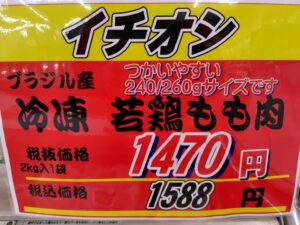 イチオシ
ブラジル産
つかいやすい
240/260gサイズです
冷凍 若鶏もも肉
税抜価格
2kg入1袋
1470円
税込価格
1588円